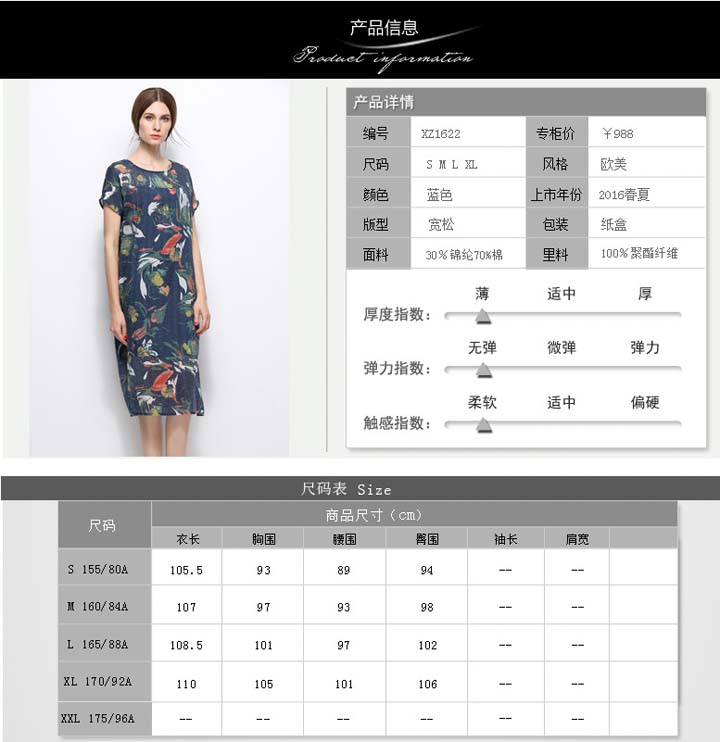 产品信息
Product information
产品详情
编号 XZ1622 专柜价 ￥988
尺码 S M L XL 风格 欧美
颜色 蓝色 上市年份 2016春夏
版型 宽松 包装 纸盒
面料 30%锦纶70%棉 里料 100%聚酯纤维
薄 适中 厚
厚度指数：
无弹 微弹 弹力
弹力指数：
柔软 适中 偏硬
触感指数：
尺码表 Size
尺码 商品尺寸（cm）
衣长 胸围 腰围 臀围 袖长 肩宽
S 155/80A 105.5 93 89 94 -- --
M 160/84A 107 97 93 98 -- --
L 165/88A 108.5 101 97 102 -- --
XL 170/92A 110 105 101 106 -- --
XXL 175/96A -- -- -- -- -- --